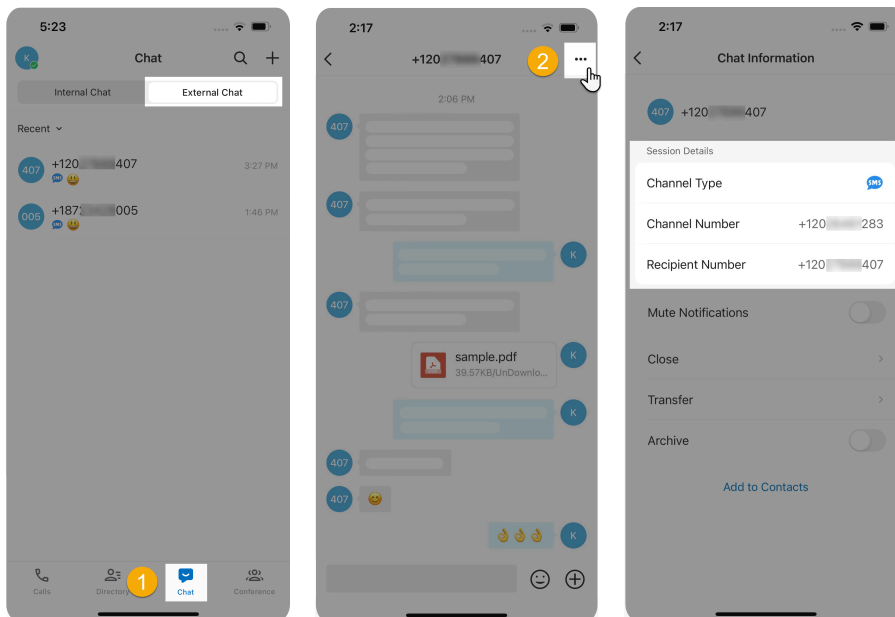 5:23
K
Chat
Internal Chat
External Chat
Recent
407
+120 407
3:27 PM
SMS
005
+187 005
1:46 PM
SMS
Calls
Directory
1
Chat
Conference
2:17
+120 407
2
2:06 PM
407
407
K
407
sample.pdf
39.57KB/UnDownlo...
K
K
407
407
K
2:17
Chat Information
407
+120 407
Session Details
Channel Type
SMS
Channel Number
+120 283
Recipient Number
+120 407
Mute Notifications
Close
Transfer
Archive
Add to Contacts